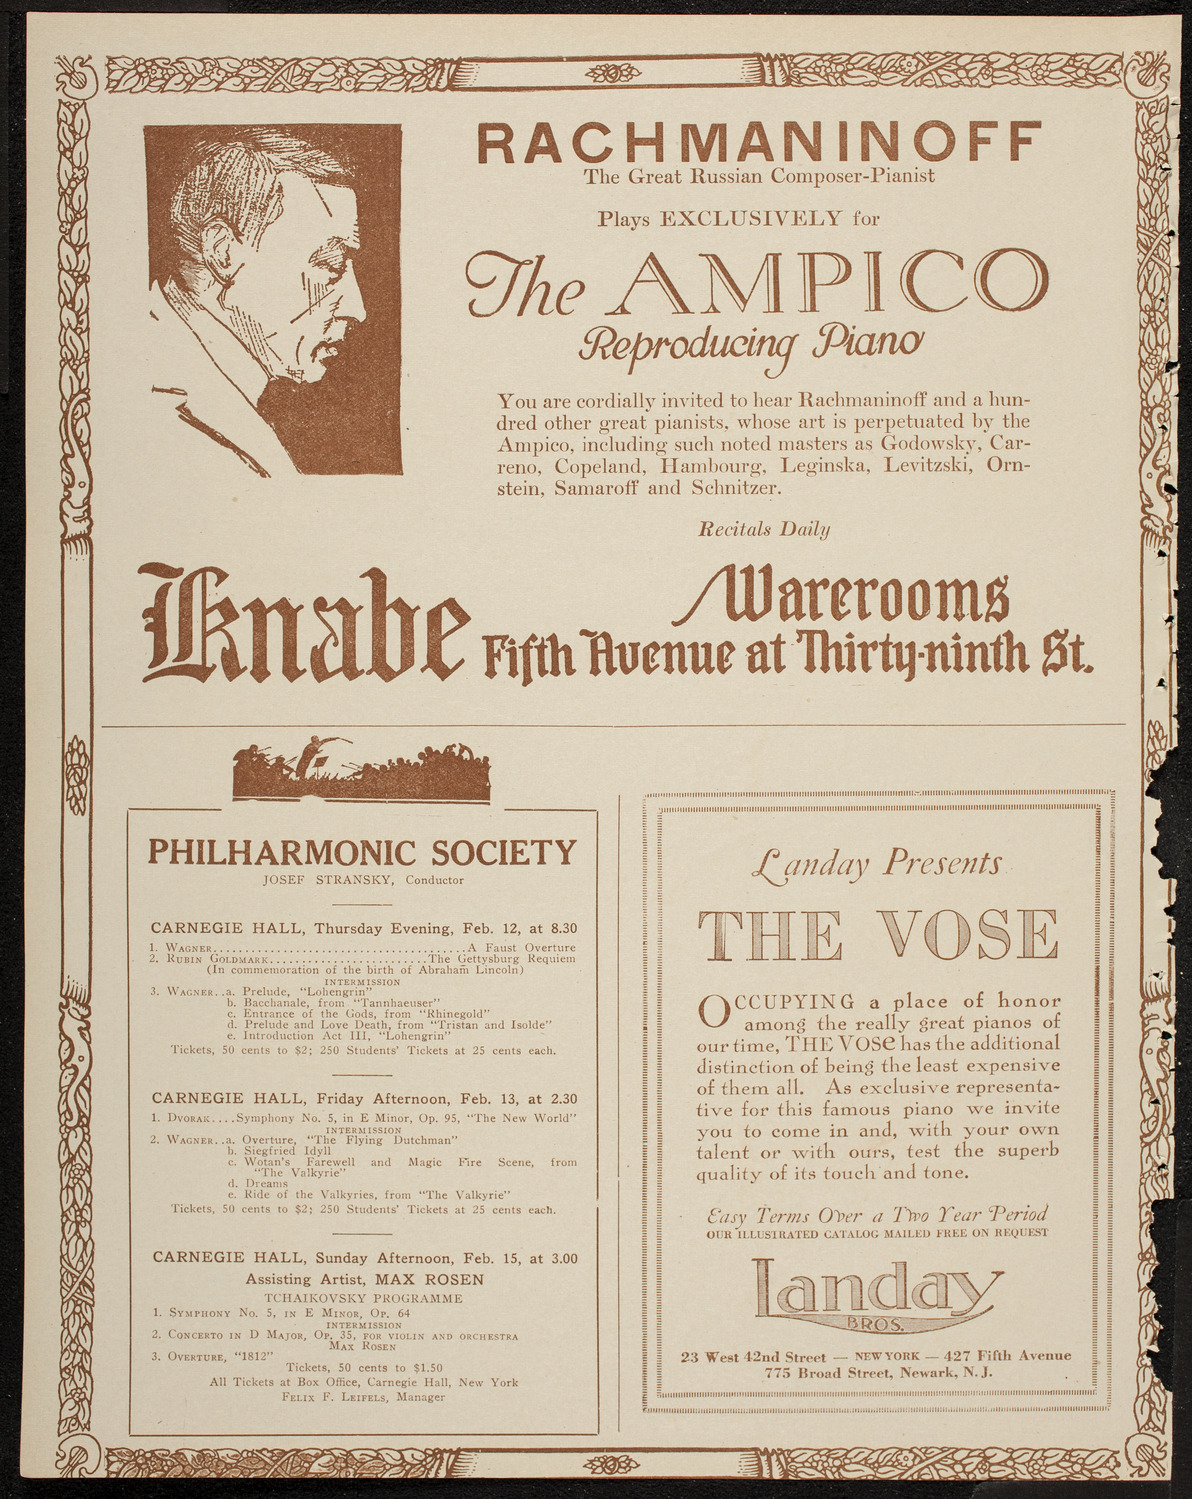 RACHMANINOFF
The Great Russian Composer-Pianist
Plays EXCLUSIVELY for
The AMPICO
Reproducing Piano
You are cordially invited to hear Rachmaninoff and a hun-
dred other great pianists, whose art is perpetuated by the
Ampico, including such noted masters as Godowsky, Car-
reno, Copeland, Hambourg, Leginska, Levitzski, Orn-
stein, Samaroff and Schnitzer.
Recitals Daily
Knabe Warerooms
Fifth Avenue at Thirty-ninth St.
PHILHARMONIC SOCIETY
JOSEF STRANSKY, Conductor
CARNEGIE HALL, Thursday Evening, Feb. 12, at 8.30
1. WAGNER......................................A Faust Overture
2. RUBIN GOLDMARK........................The Gettysburg Requiem
(In commemoration of the birth of Abraham Lincoln)
INTERMISSION
3. WAGNER..a. Prelude, "Lohengrin"
b. Bacchanale, from "Tannhaeuser"
c. Entrance of the Gods, from "Rhinegold"
d. Prelude and Love Death, from "Tristan and Isolde"
e. Introduction Act III, "Lohengrin"
Tickets, 50 cents to $2; 250 Students' Tickets at 25 cents each.
CARNEGIE HALL, Friday Afternoon, Feb. 13, at 2.30
1. DVORAK....Symphony No. 5, in E Minor, Op. 95, "The New World"
INTERMISSION
2. WAGNER..a. Overture, "The Flying Dutchman"
b. Siegfried Idyll
c. Wotan's Farewell and Magic Fire Scene, from
"The Valkyrie"
d. Dreams
e. Ride of the Valkyries, from "The Valkyrie"
Tickets, 50 cents to $2; 250 Students' Tickets at 25 cents each.
CARNEGIE HALL, Sunday Afternoon, Feb. 15, at 3.00
Assisting Artist, MAX ROSEN
TCHAIKOVSKY PROGRAMME
1. SYMPHONY NO. 5, IN E MINOR, OP. 64
INTERMISSION
2. CONCERTO IN D MAJOR, OP. 35, FOR VIOLIN AND ORCHESTRA
MAX ROSEN
3. OVERTURE, "1812"
Tickets, 50 cents to $1.50
All Tickets at Box Office, Carnegie Hall, New York
FELIX F. LEIFELS, Manager
Landay Presents
THE VOSE
OCCUPYING a place of honor
among the really great pianos of
our time, THE VOSE has the additional
distinction of being the least expensive
of them all. As exclusive representa-
tive for this famous piano we invite
you to come in and, with your own
talent or with ours, test the superb
quality of its touch and tone.
Easy Terms Over a Two Year Period
OUR ILLUSTRATED CATALOG MAILED FREE ON REQUEST
Landay
BROS.
23 West 42nd Street — NEW YORK — 427 Fifth Avenue
775 Broad Street, Newark, N. J.